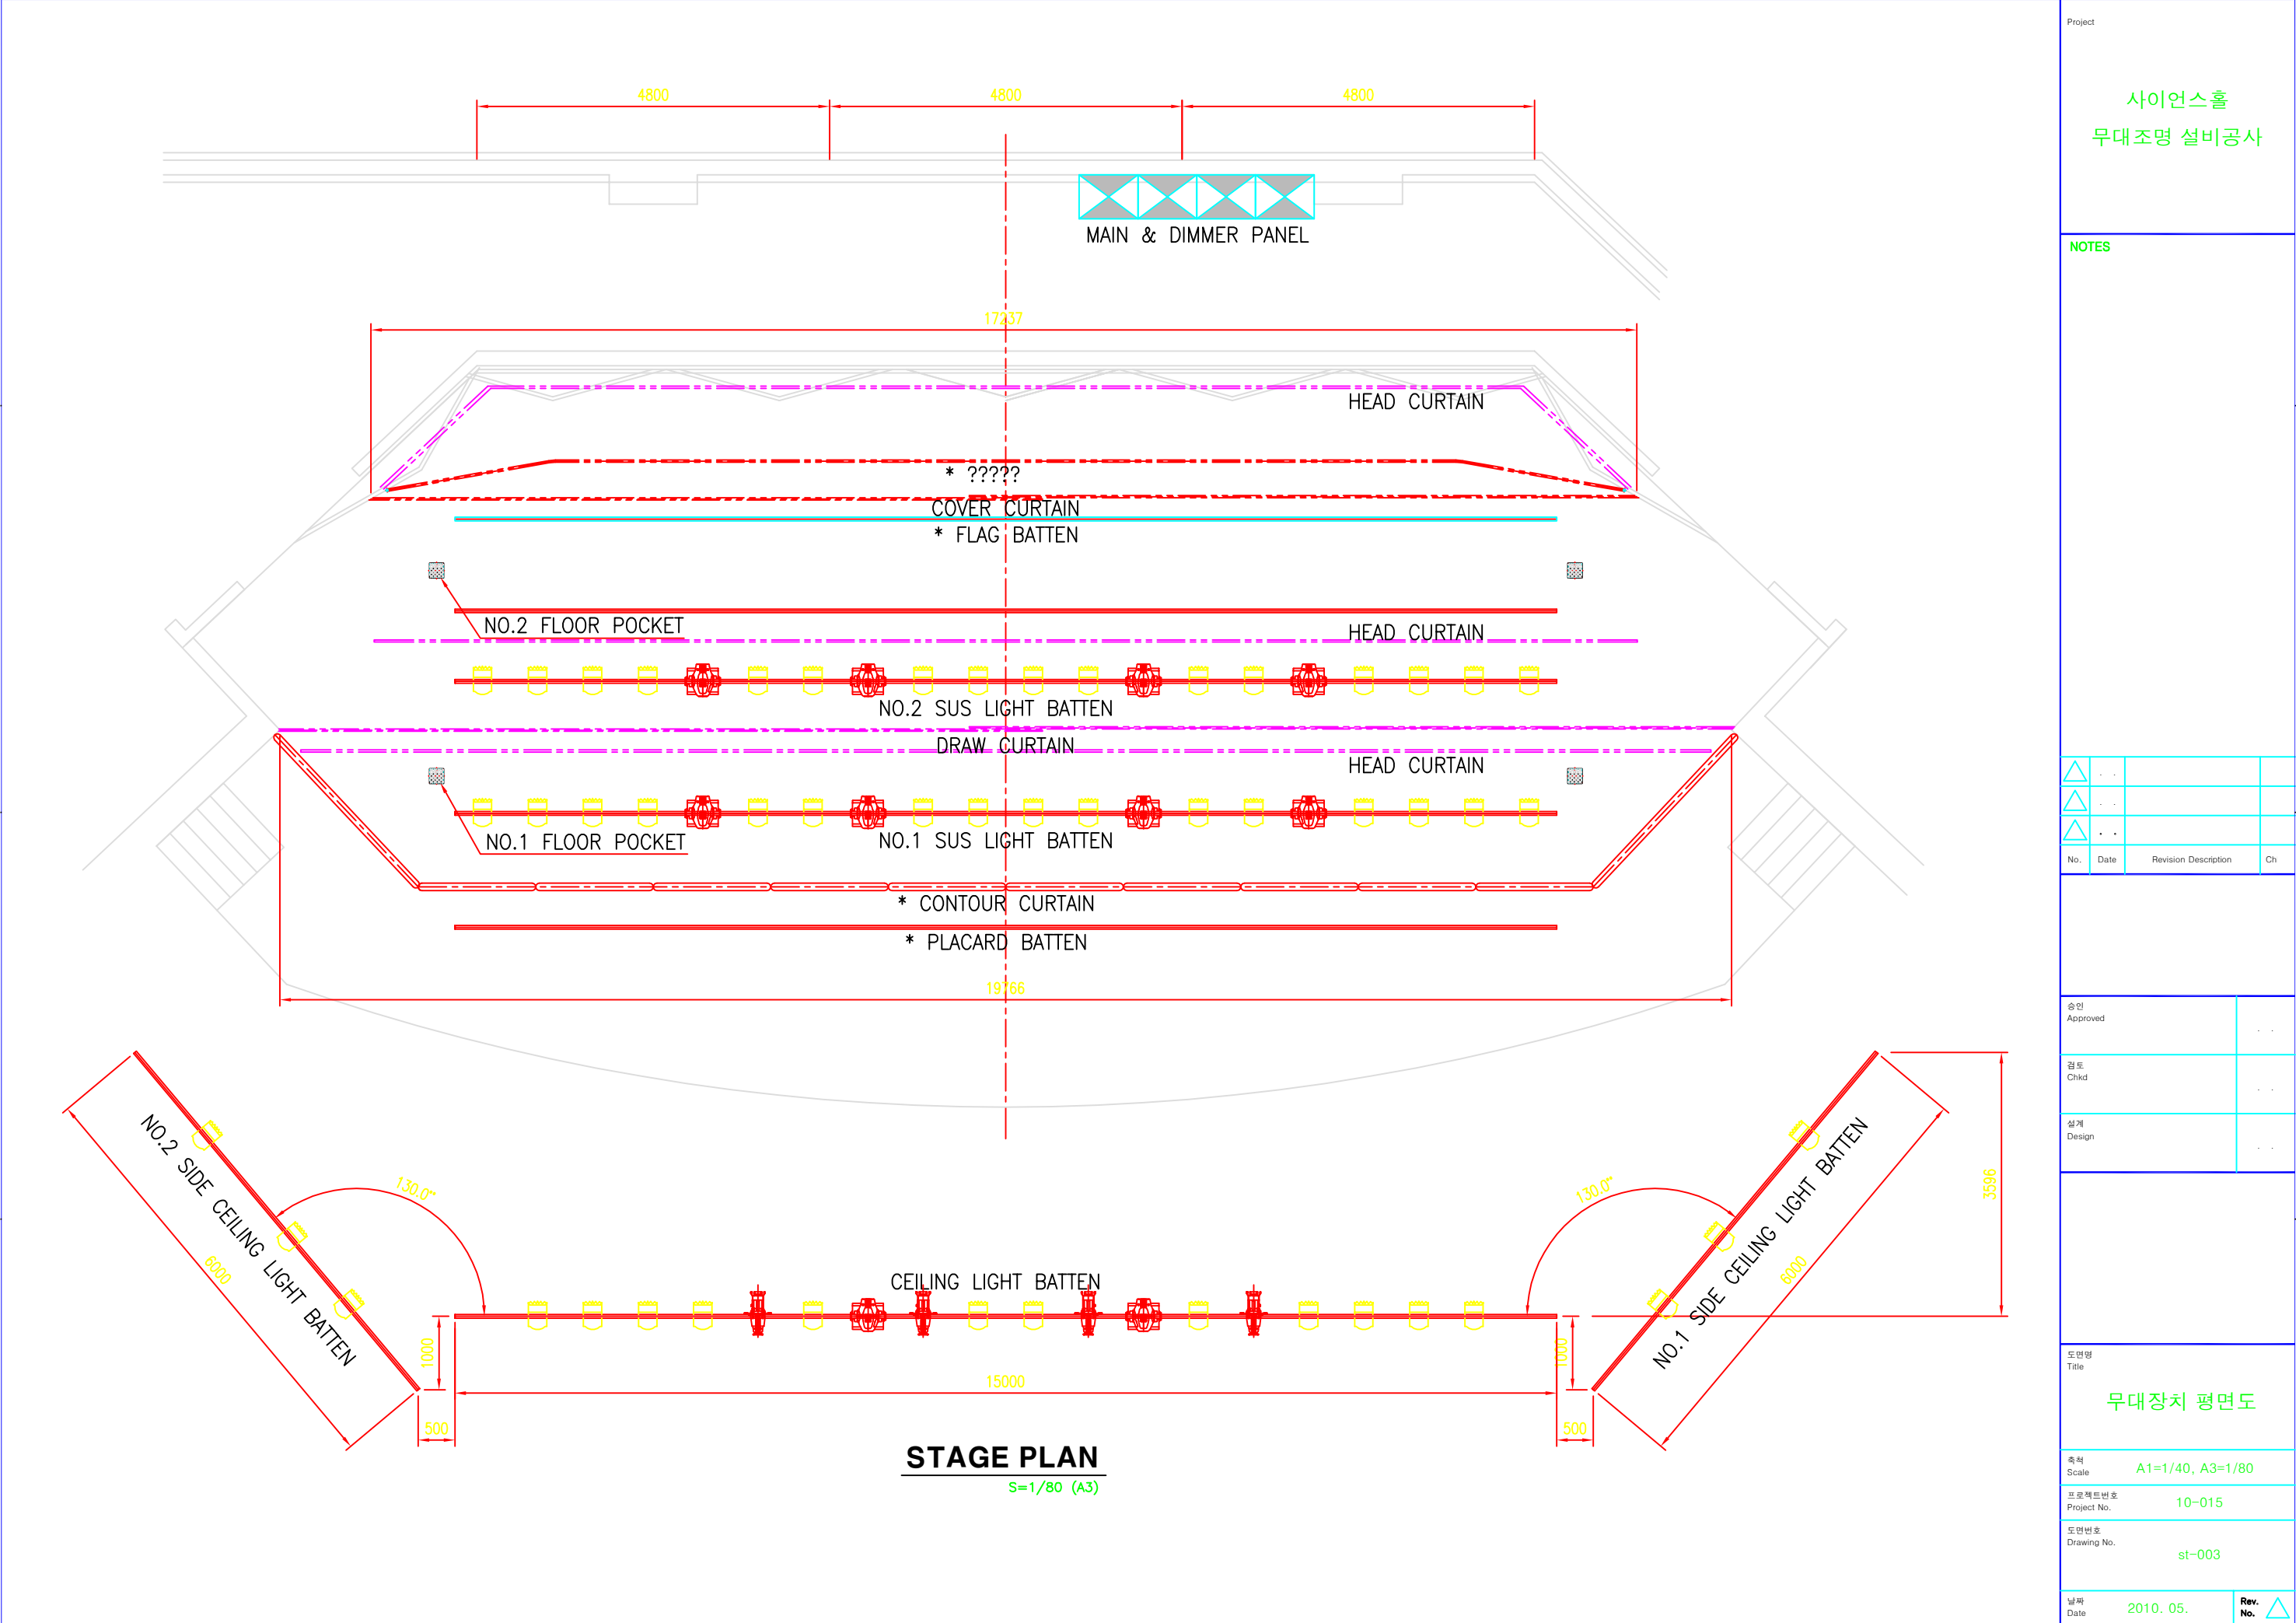 4800
4800
4800
MAIN & DIMMER PANEL
17237
HEAD CURTAIN
* ?????
COVER CURTAIN
* FLAG BATTEN
NO.2 FLOOR POCKET
HEAD CURTAIN
NO.2 SUS LIGHT BATTEN
DRAW CURTAIN
HEAD CURTAIN
NO.1 FLOOR POCKET
NO.1 SUS LIGHT BATTEN
* CONTOUR CURTAIN
* PLACARD BATTEN
19766
NO.2 SIDE CEILING LIGHT BATTEN
6000
130.0°
CEILING LIGHT BATTEN
130.0°
NO.1 SIDE CEILING LIGHT BATTEN
6000
3596
1000
1000
15000
500
500
STAGE PLAN
S=1/80 (A3)
Project
사이언스홀
무대조명 설비공사
NOTES
No.
Date
Revision Description
Ch
승인
Approved
검토
Chkd
설계
Design
도면명
Title
무대장치 평면도
축척
Scale
A1=1/40, A3=1/80
프로젝트번호
Project No.
10-015
도면번호
Drawing No.
st-003
날짜
Date
2010. 05.
Rev.
No.